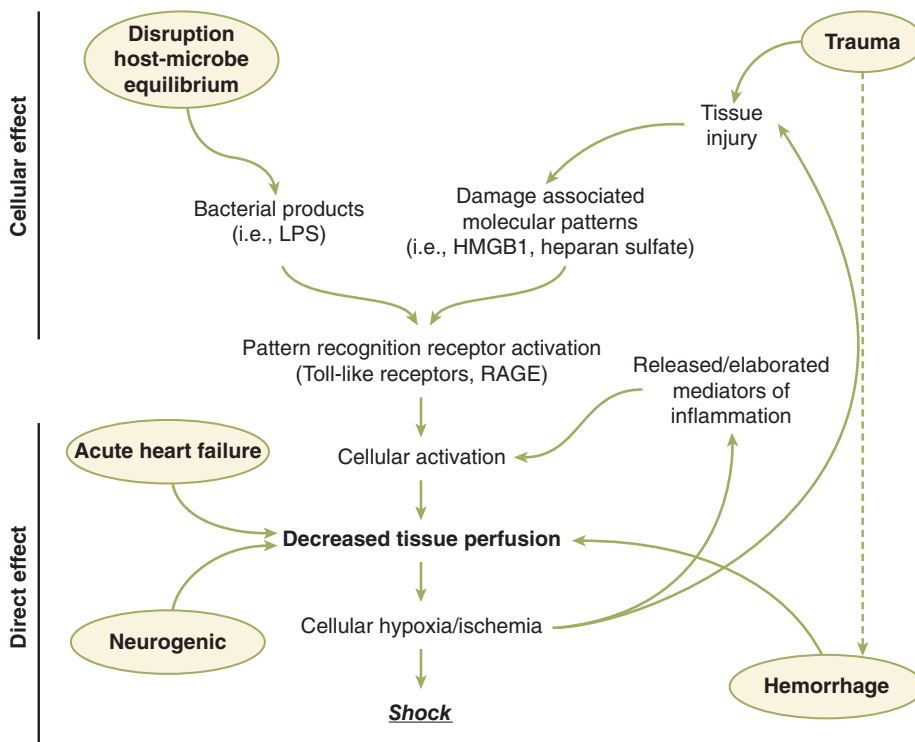 Cellular effect
Disruption
host-microbe
equilibrium
Trauma
Tissue
injury
Bacterial products
(i.e., LPS)
Damage associated
molecular patterns
(i.e., HMGB1, heparan sulfate)
Pattern recognition receptor activation
(Toll-like receptors, RAGE)
Released/elaborated
mediators of
inflammation
Direct effect
Acute heart failure
Cellular activation
Decreased tissue perfusion
Neurogenic
Cellular hypoxia/ischemia
Hemorrhage
Shock